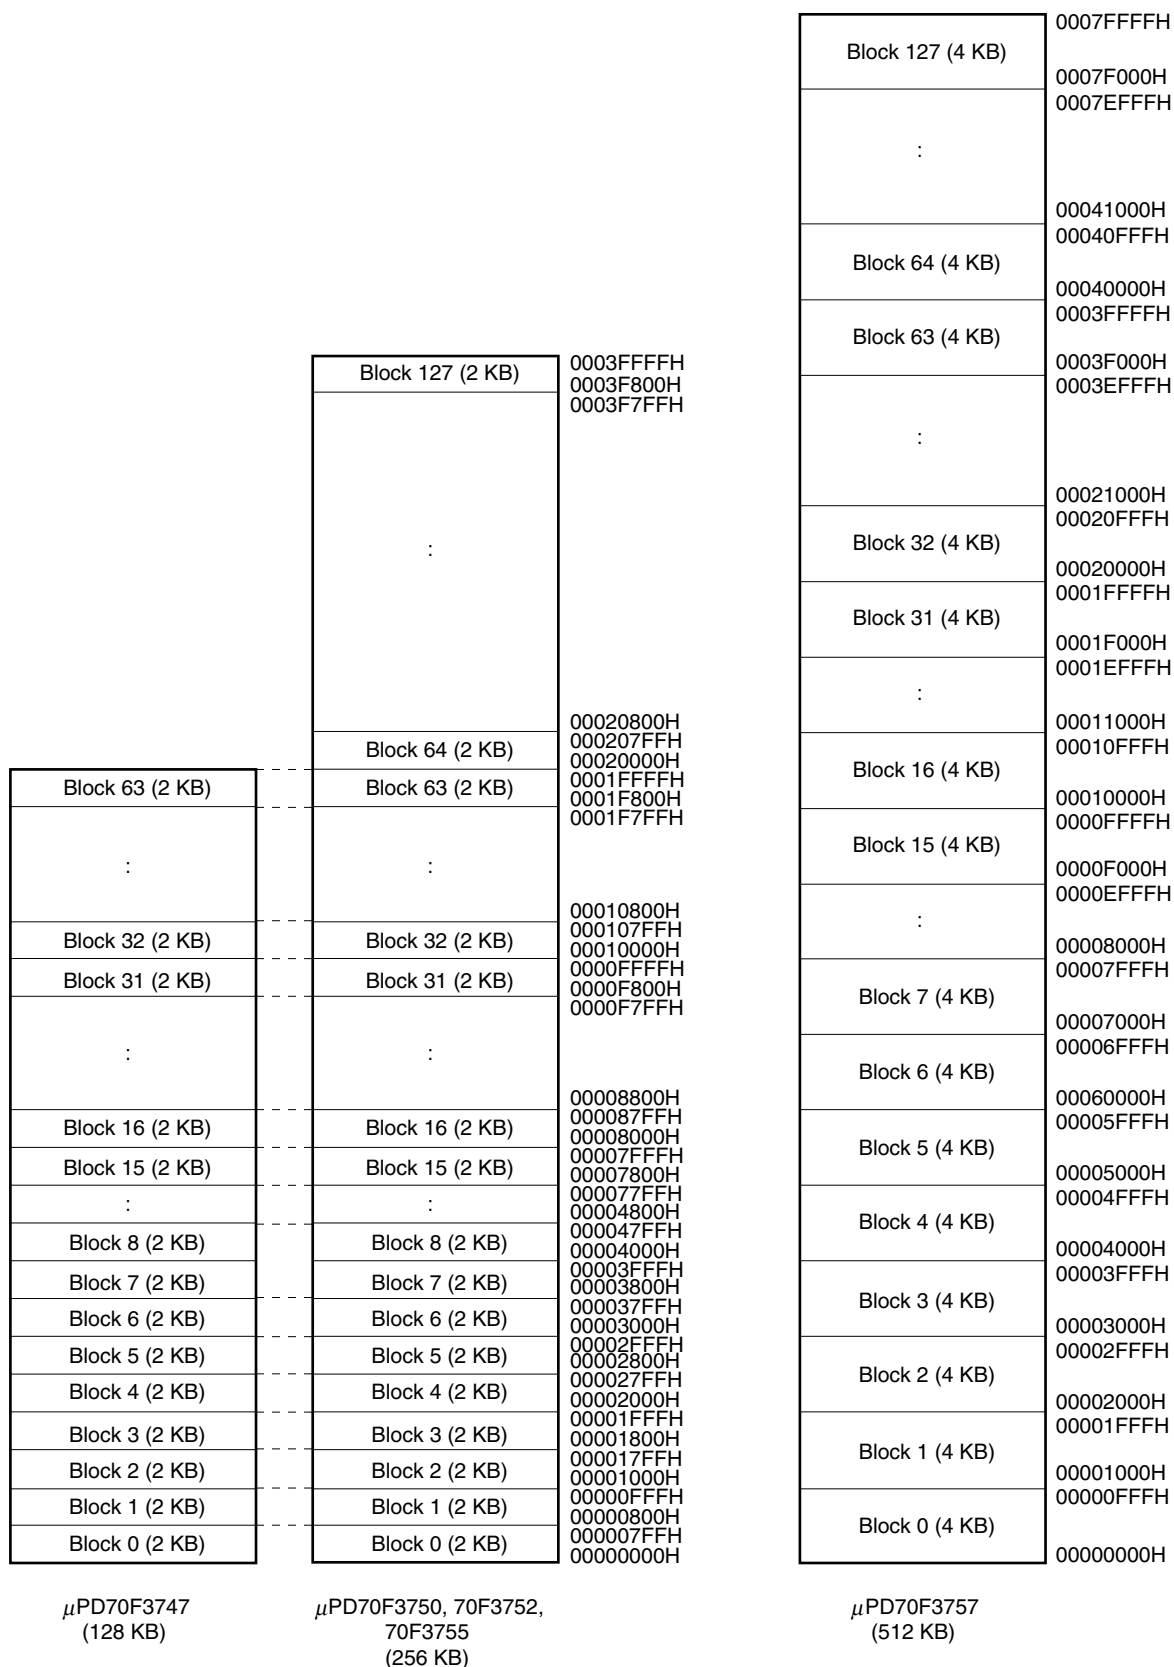 Block 63 (2 KB)
:
Block 32 (2 KB)
Block 31 (2 KB)
:
Block 16 (2 KB)
Block 15 (2 KB)
:
Block 8 (2 KB)
Block 7 (2 KB)
Block 6 (2 KB)
Block 5 (2 KB)
Block 4 (2 KB)
Block 3 (2 KB)
Block 2 (2 KB)
Block 1 (2 KB)
Block 0 (2 KB)
μPD70F3747
(128 KB)
Block 127 (2 KB)
:
Block 64 (2 KB)
Block 63 (2 KB)
:
Block 32 (2 KB)
Block 31 (2 KB)
:
Block 16 (2 KB)
Block 15 (2 KB)
:
Block 8 (2 KB)
Block 7 (2 KB)
Block 6 (2 KB)
Block 5 (2 KB)
Block 4 (2 KB)
Block 3 (2 KB)
Block 2 (2 KB)
Block 1 (2 KB)
Block 0 (2 KB)
0003FFFFH
0003F800H
0003F7FFH
00020800H
000207FFH
00020000H
0001FFFFH
0001F800H
0001F7FFH
00010800H
000107FFH
00010000H
0000FFFFH
0000F800H
0000F7FFH
00008800H
000087FFH
00008000H
00007FFFH
00007800H
000077FFH
00004800H
000047FFH
00004000H
00003FFFH
00003800H
000037FFH
00003000H
00002FFFH
00002800H
000027FFH
00002000H
00001FFFH
00001800H
000017FFH
00001000H
00000FFFH
00000800H
000007FFH
00000000H
μPD70F3750, 70F3752,
70F3755
(256 KB)
Block 127 (4 KB)
:
Block 64 (4 KB)
Block 63 (4 KB)
:
Block 32 (4 KB)
Block 31 (4 KB)
:
Block 16 (4 KB)
Block 15 (4 KB)
:
Block 7 (4 KB)
Block 6 (4 KB)
Block 5 (4 KB)
Block 4 (4 KB)
Block 3 (4 KB)
Block 2 (4 KB)
Block 1 (4 KB)
Block 0 (4 KB)
0007FFFFH
0007F000H
0007EFFFH
00041000H
00040FFFH
00040000H
0003FFFFH
0003F000H
0003EFFFH
00021000H
00020FFFH
00020000H
0001FFFFH
0001F000H
0001EFFFH
00011000H
00010FFFH
00010000H
0000FFFFH
0000F000H
0000EFFFH
00008000H
00007FFFH
00007000H
00006FFFH
00060000H
00005FFFH
00005000H
00004FFFH
00004000H
00003FFFH
00003000H
00002FFFH
00002000H
00001FFFH
00001000H
00000FFFH
00000000H
μPD70F3757
(512 KB)